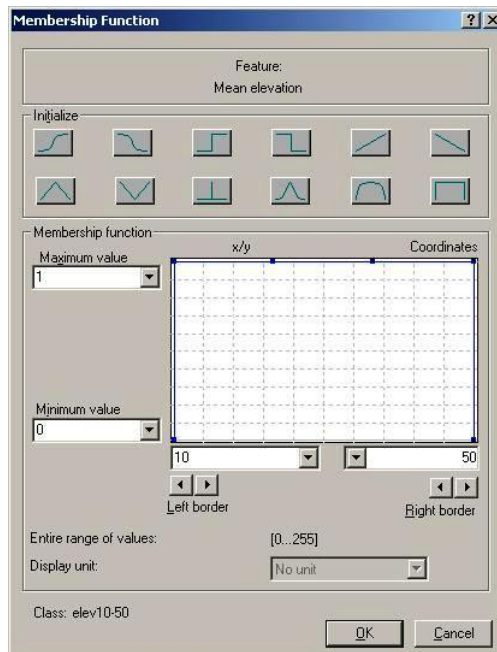 Membership Function
Feature:
Mean elevation
Initialize
Membership function
x/y
Coordinates
Maximum value
1
Minimum value
0
10
50
Left border
Right border
Entire range of values:
[0...255]
Display unit:
No unit
Class: elev10-50
OK
Cancel